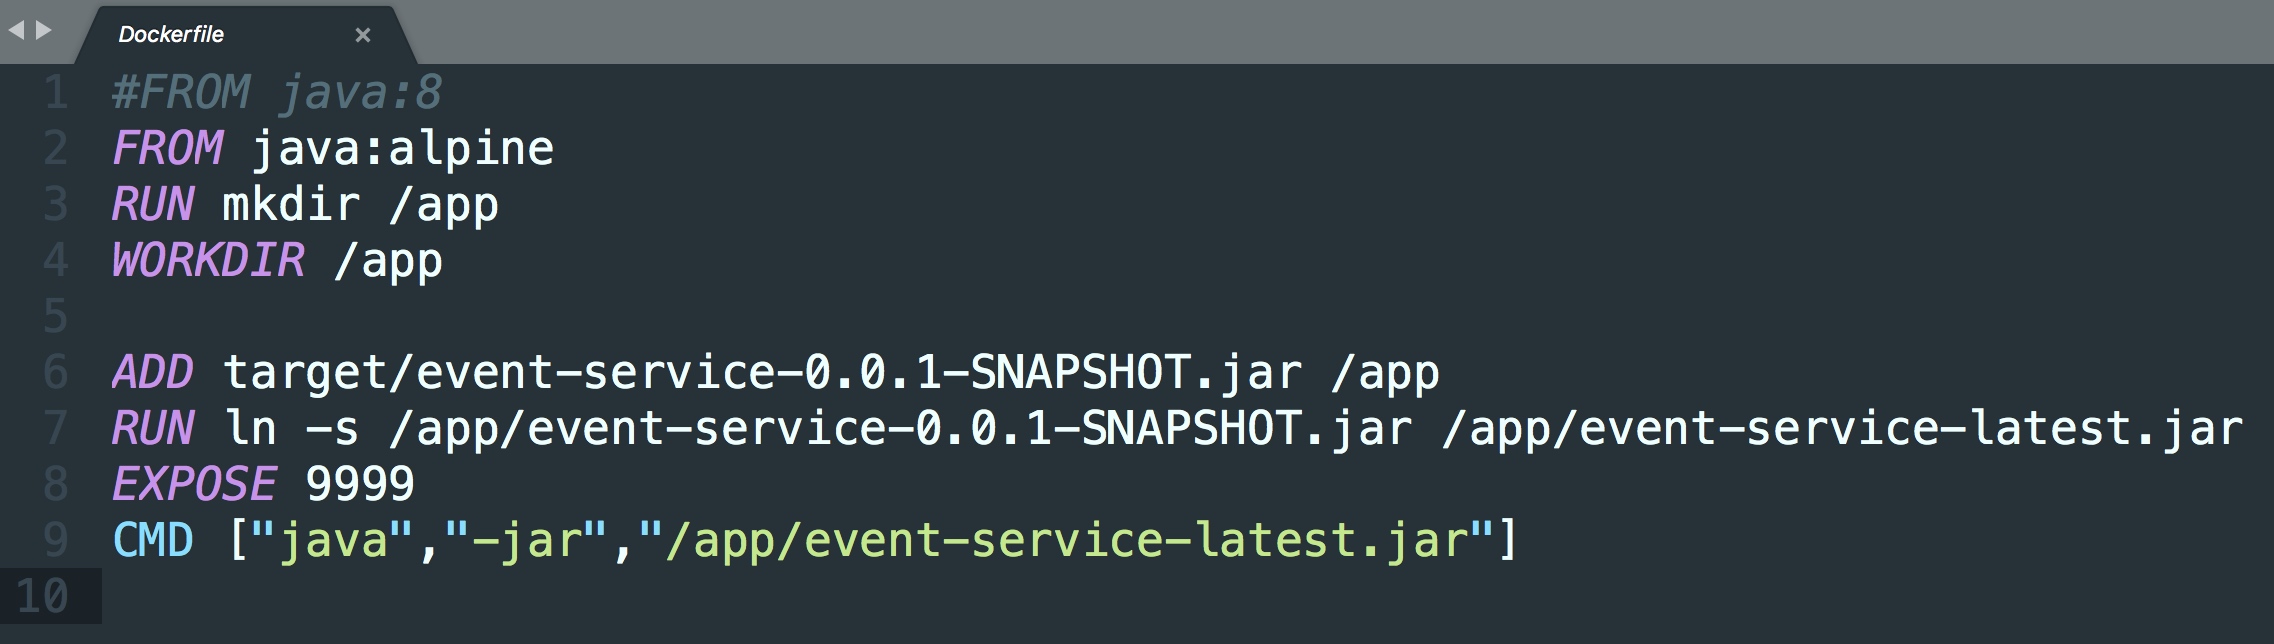 Dockerfile ×
1 #FROM java:8
2 FROM java:alpine
3 RUN mkdir /app
4 WORKDIR /app
5
6 ADD target/event-service-0.0.1-SNAPSHOT.jar /app
7 RUN ln -s /app/event-service-0.0.1-SNAPSHOT.jar /app/event-service-latest.jar
8 EXPOSE 9999
9 CMD ["java","-jar","/app/event-service-latest.jar"]
10